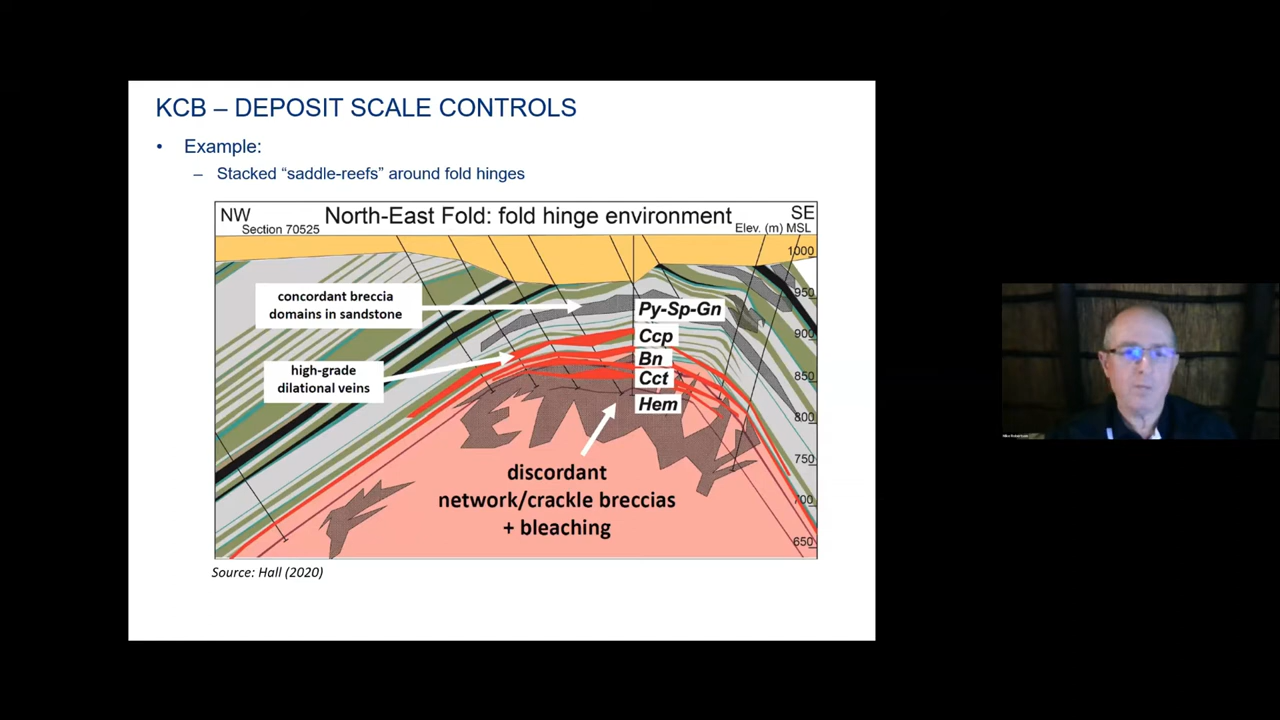 KCB – DEPOSIT SCALE CONTROLS
• Example:
– Stacked “saddle-reefs” around fold hinges
NW
North-East Fold: fold hinge environment
SE
Section 70525
Elev. (m) MSL
1000
950
900
850
800
750
700
650
concordant breccia
domains in sandstone
high-grade
dilational veins
Py-Sp-Gn
Ccp
Bn
Cct
Hem
discordant
network/crackle breccias
+ bleaching
Source: Hall (2020)